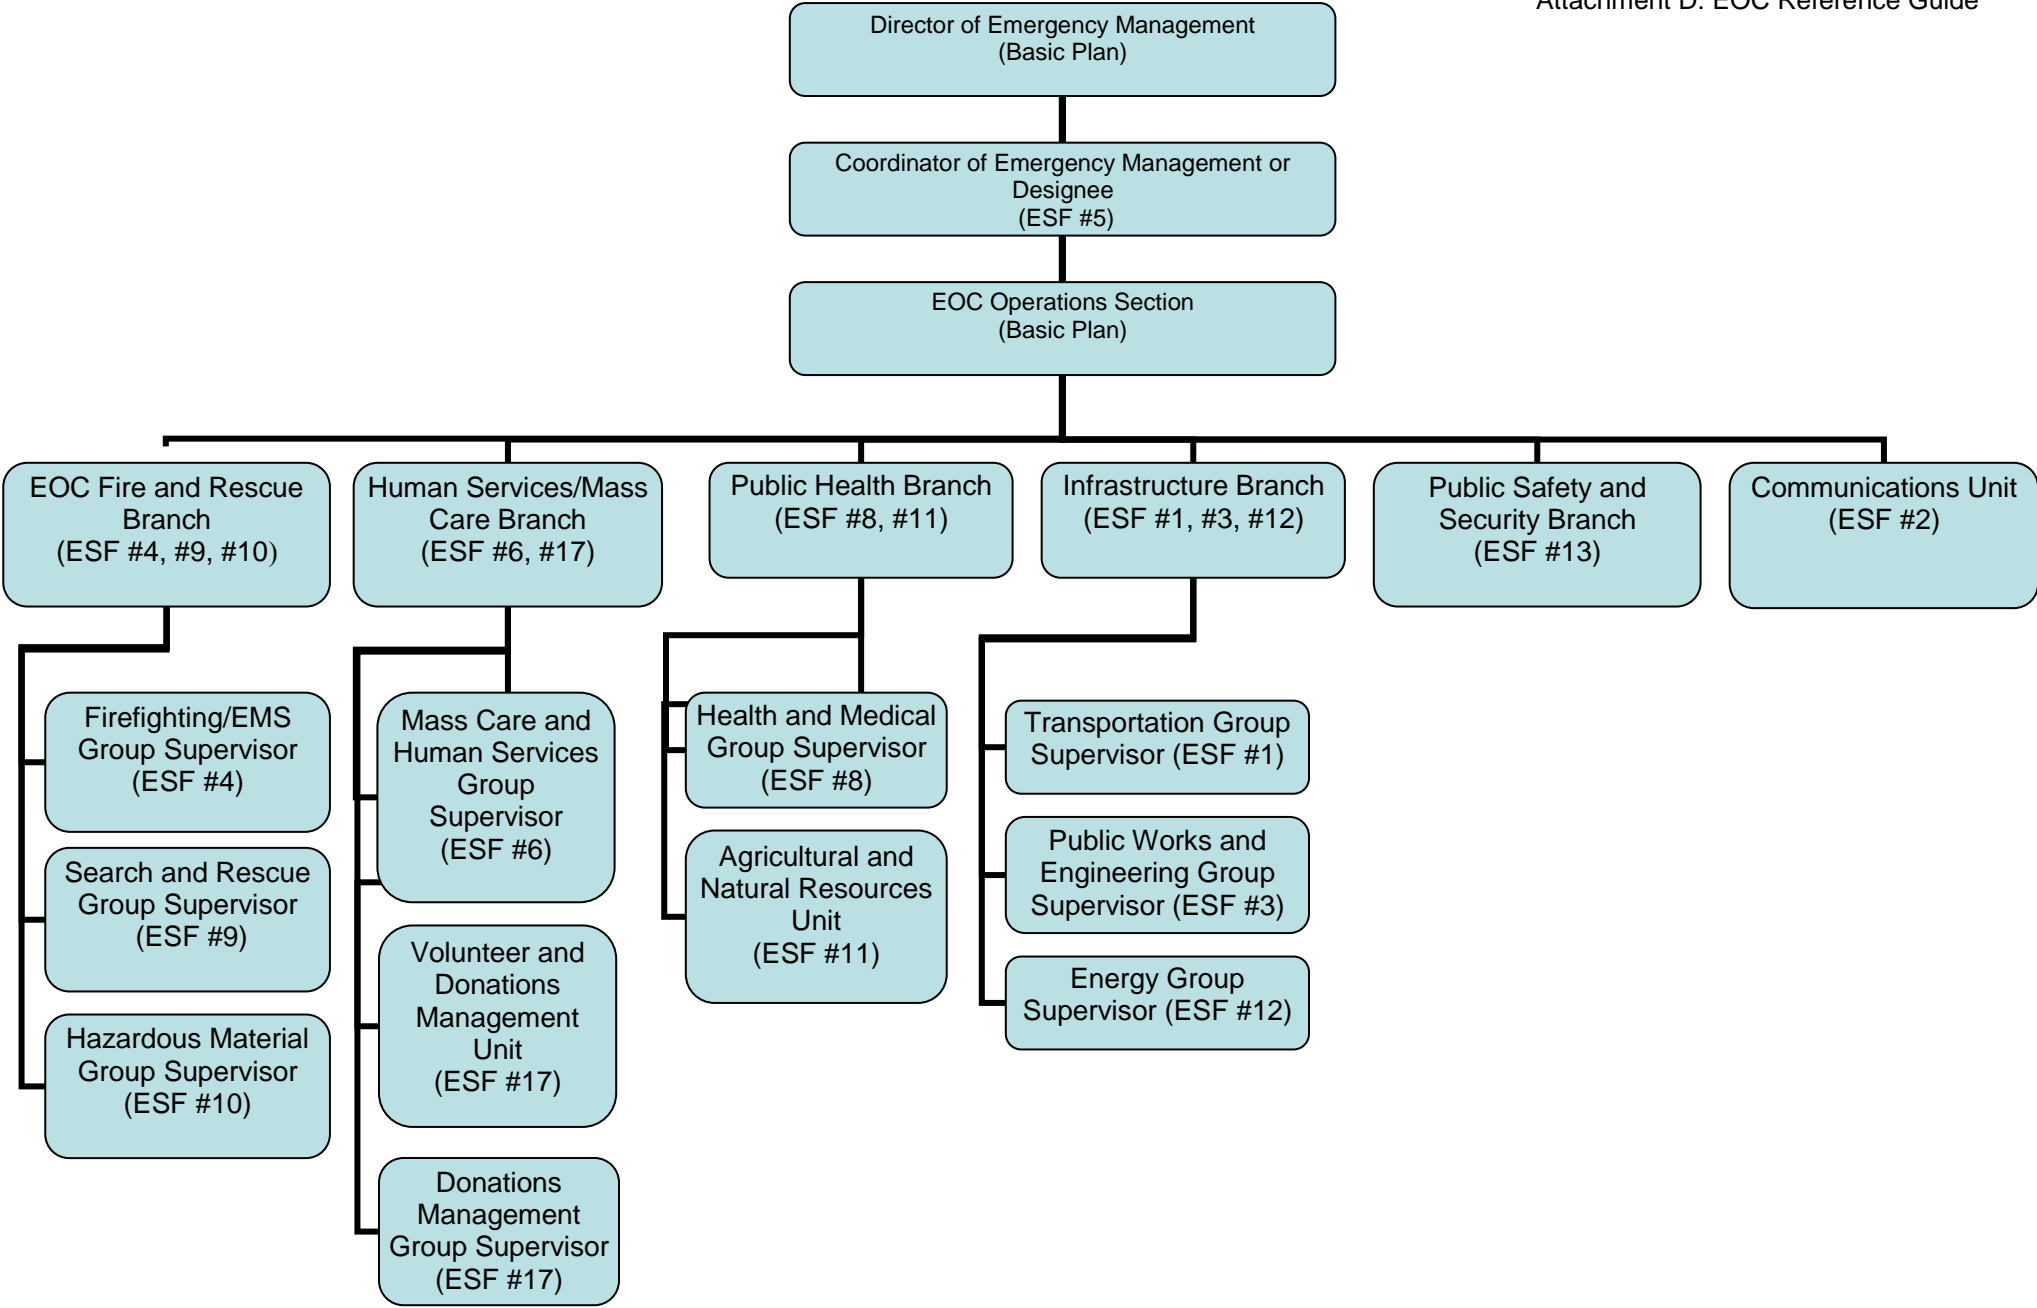 Attachment D: EOC Reference Guide
Director of Emergency Management
(Basic Plan)
Coordinator of Emergency Management or
Designee
(ESF #5)
EOC Operations Section
(Basic Plan)
EOC Fire and Rescue
Branch
(ESF #4, #9, #10)
Human Services/Mass
Care Branch
(ESF #6, #17)
Public Health Branch
(ESF #8, #11)
Infrastructure Branch
(ESF #1, #3, #12)
Public Safety and
Security Branch
(ESF #13)
Communications Unit
(ESF #2)
Firefighting/EMS
Group Supervisor
(ESF #4)
Search and Rescue
Group Supervisor
(ESF #9)
Hazardous Material
Group Supervisor
(ESF #10)
Mass Care and
Human Services
Group
Supervisor
(ESF #6)
Volunteer and
Donations
Management
Unit
(ESF #17)
Donations
Management
Group Supervisor
(ESF #17)
Health and Medical
Group Supervisor
(ESF #8)
Agricultural and
Natural Resources
Unit
(ESF #11)
Transportation Group
Supervisor (ESF #1)
Public Works and
Engineering Group
Supervisor (ESF #3)
Energy Group
Supervisor (ESF #12)